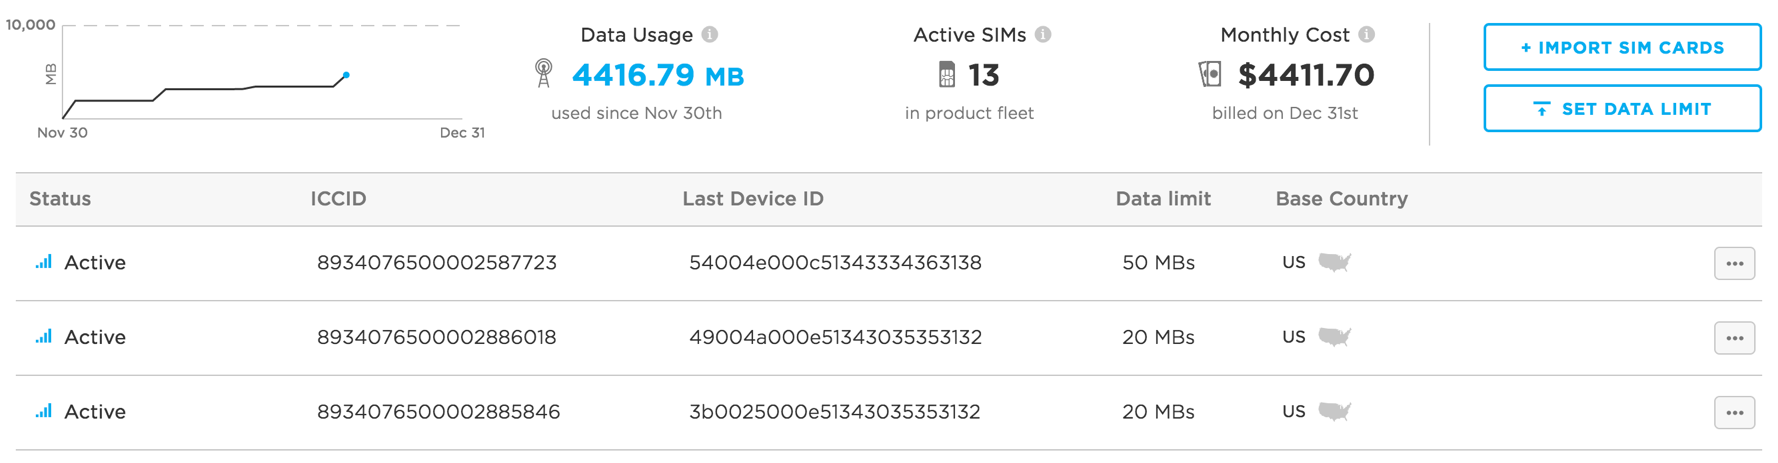 10,000
MB
Nov 30
Dec 31
Data Usage
4416.79 MB
used since Nov 30th
Active SIMs
13
in product fleet
Monthly Cost
$4411.70
billed on Dec 31st
+ IMPORT SIM CARDS
SET DATA LIMIT
Status ICCID Last Device ID Data limit Base Country
Active 8934076500002587723 54004e000c51343334363138 50 MBs US
Active 8934076500002886018 49004a000e51343035353132 20 MBs US
Active 8934076500002885846 3b0025000e51343035353132 20 MBs US